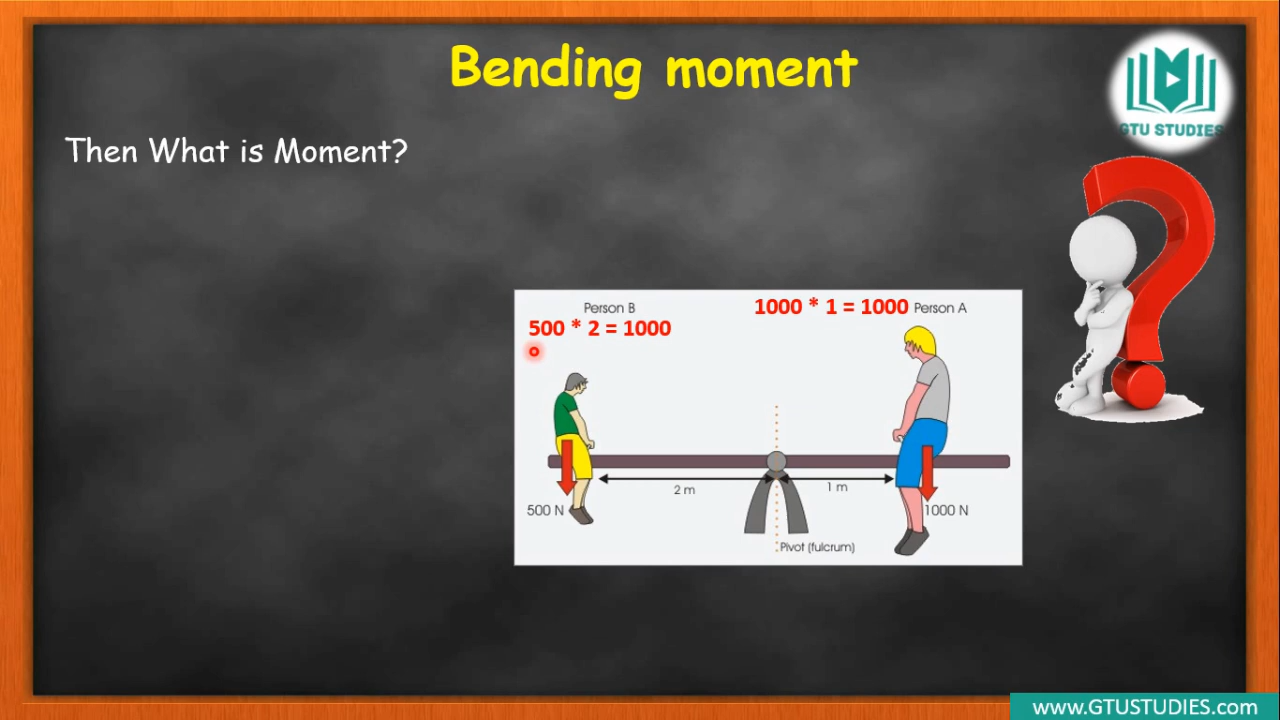 Bending moment
GTU STUDIES
Then What is Moment?
Person B
1000 * 1 = 1000 Person A
500 * 2 = 1000
2 m
1 m
500 N
1000 N
Pivot (fulcrum)
www.GTUSTUDIES.com